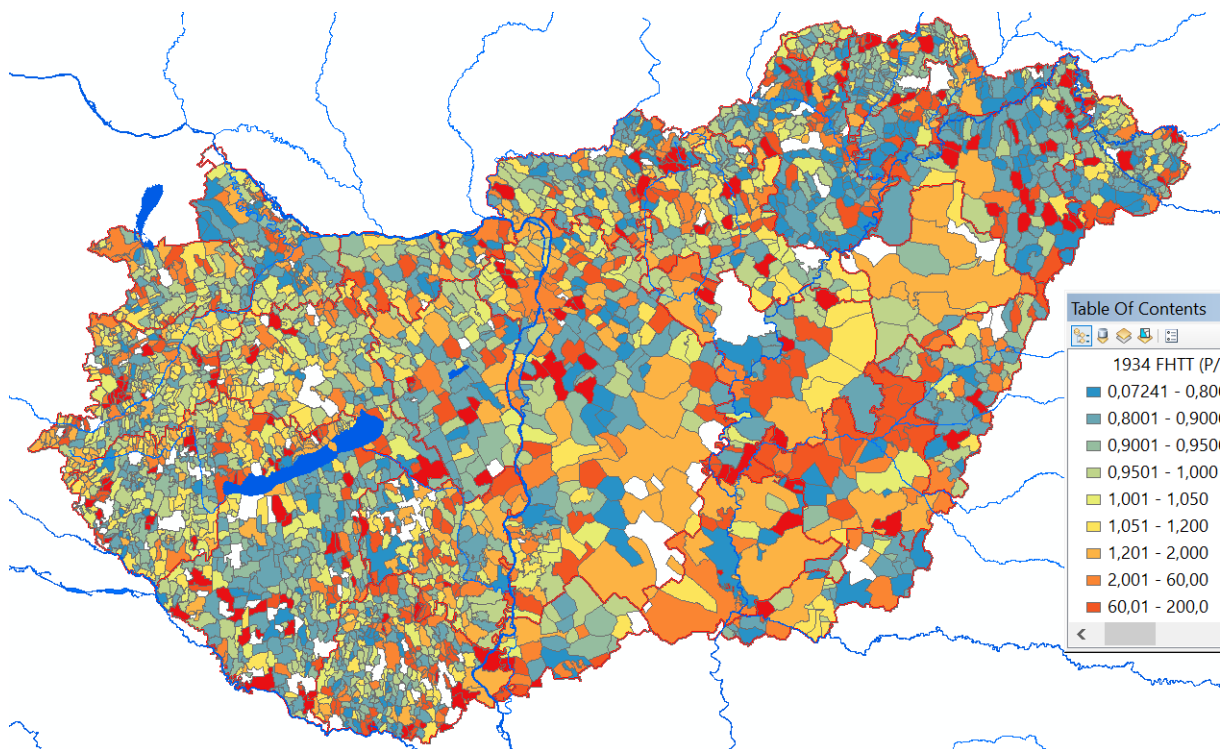 Table Of Contents
1934 FHTT (P/
0,07241 - 0,800
0,8001 - 0,9000
0,9001 - 0,9500
0,9501 - 1,000
1,001 - 1,050
1,051 - 1,200
1,201 - 2,000
2,001 - 60,00
60,01 - 200,0